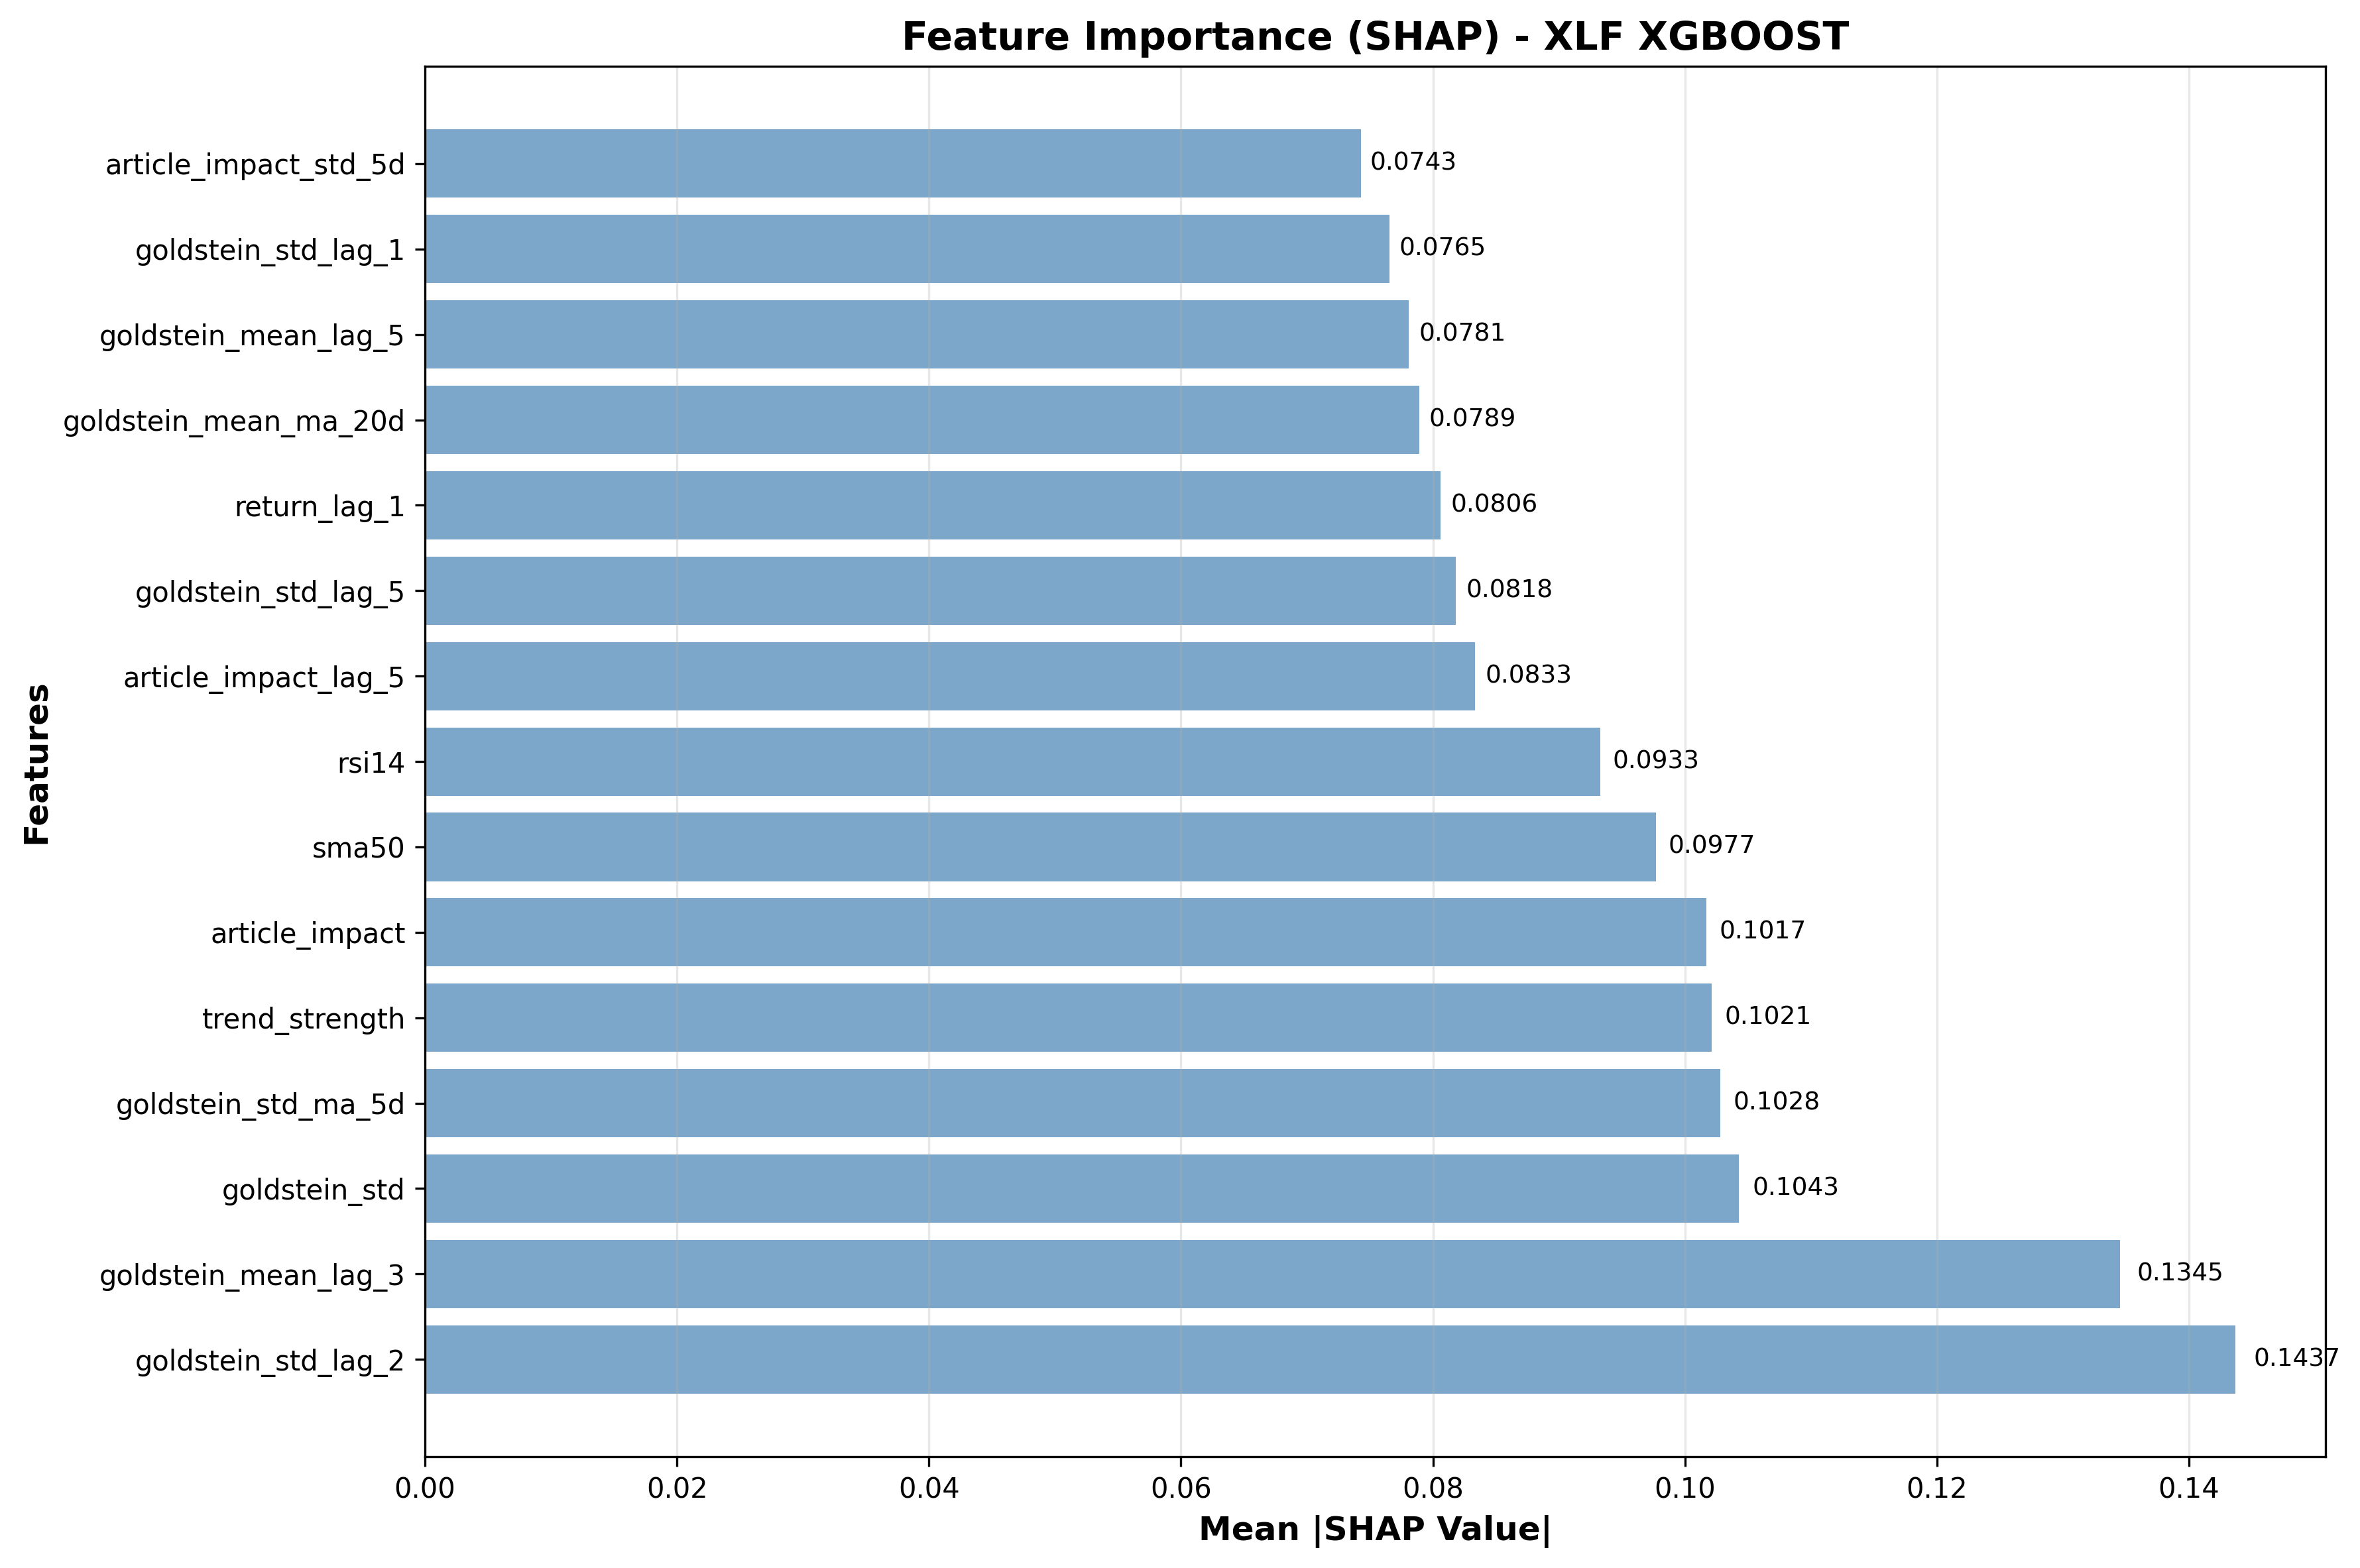 Feature Importance (SHAP) - XLF XGBOOST
Features
article_impact_std_5d 0.0743
goldstein_std_lag_1 0.0765
goldstein_mean_lag_5 0.0781
goldstein_mean_ma_20d 0.0789
return_lag_1 0.0806
goldstein_std_lag_5 0.0818
article_impact_lag_5 0.0833
rsi14 0.0933
sma50 0.0977
article_impact 0.1017
trend_strength 0.1021
goldstein_std_ma_5d 0.1028
goldstein_std 0.1043
goldstein_mean_lag_3 0.1345
goldstein_std_lag_2 0.1437
0.00 0.02 0.04 0.06 0.08 0.10 0.12 0.14
Mean |SHAP Value|